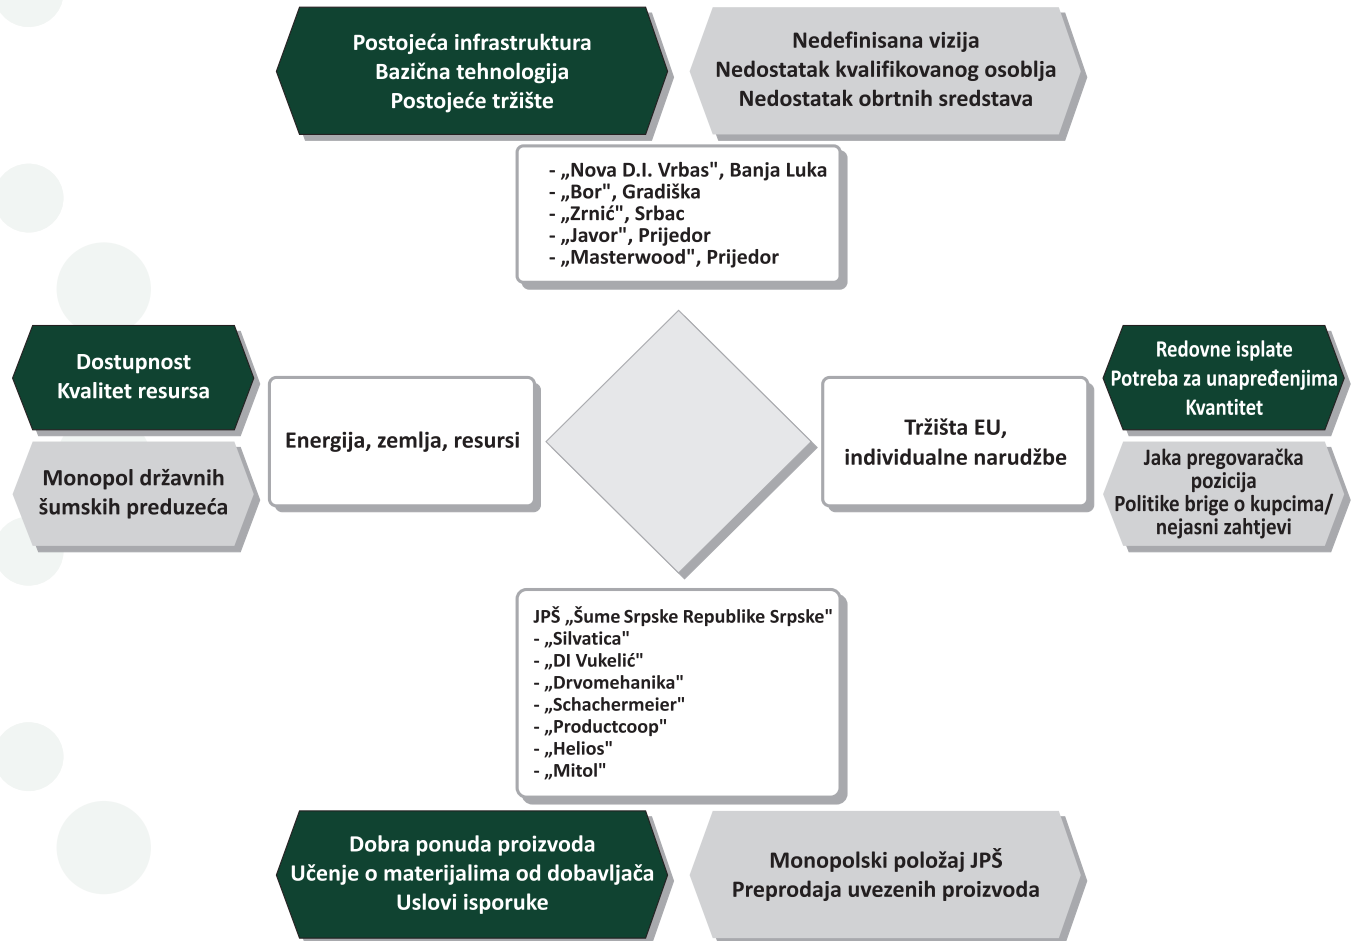 Postojeća infrastruktura
Bazična tehnologija
Postojeće tržište
Nedefinisana vizija
Nedostatak kvalifikovanog osoblja
Nedostatak obrtnih sredstava
- „Nova D.I. Vrbas", Banja Luka
- „Bor", Gradiška
- „Zrnić", Srbac
- „Javor", Prijedor
- „Masterwood", Prijedor
Dostupnost
Kvalitet resursa
Monopol državnih
šumskih preduzeća
Energija, zemlja, resursi
Tržišta EU,
individualne narudžbe
Redovne isplate
Potreba za unapređenjima
Kvantitet
Jaka pregovaračka
pozicija
Politike brige o kupcima/
nejasni zahtjevi
JPŠ „Šume Srpske Republike Srpske"
- „Silvatica"
- „DI Vukelić"
- „Drvomehanika"
- „Schachermeier"
- „Productcoop"
- „Helios"
- „Mitol"
Dobra ponuda proizvoda
Učenje o materijalima od dobavljača
Uslovi isporuke
Monopolski položaj JPŠ
Preprodaja uvezenih proizvoda